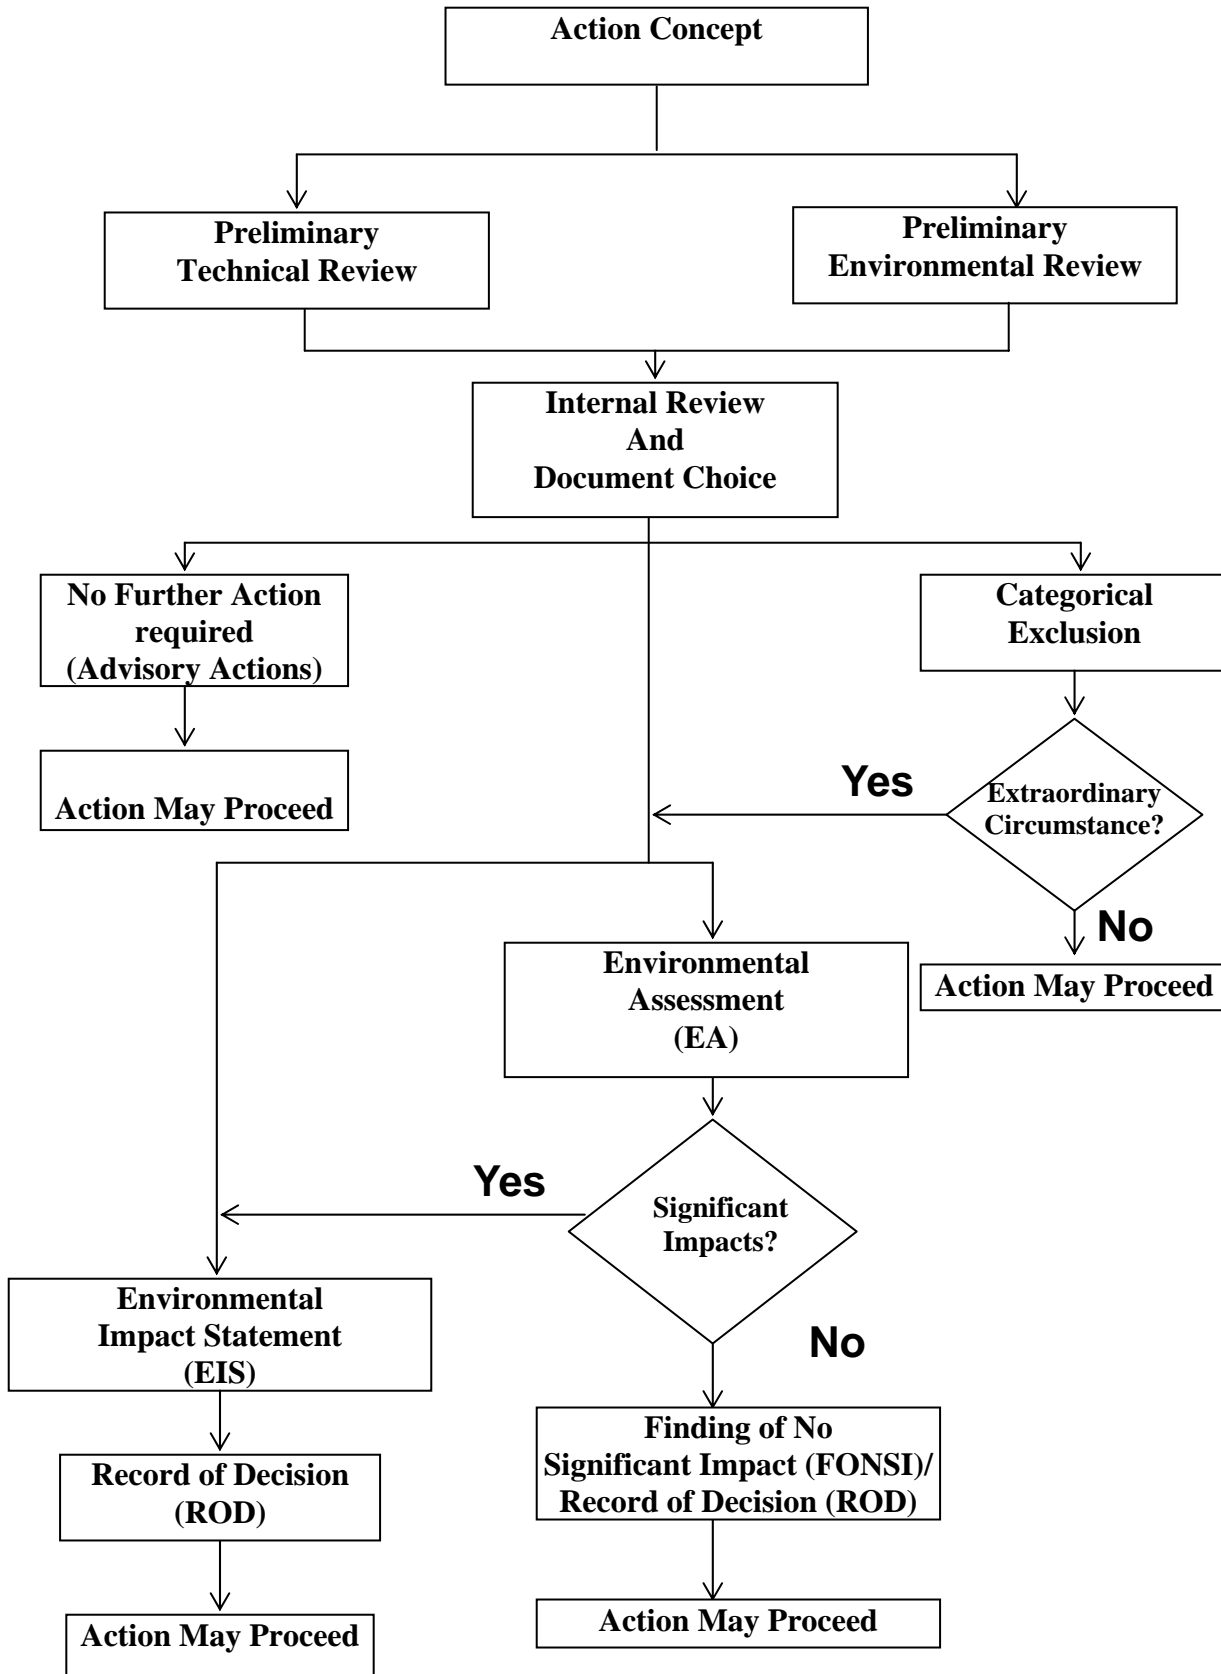 Action Concept
Preliminary
Technical Review
Preliminary
Environmental Review
Internal Review
And
Document Choice
No Further Action
required
(Advisory Actions)
Categorical
Exclusion
Action May Proceed
Yes
Extraordinary
Circumstance?
No
Action May Proceed
Environmental
Assessment
(EA)
Yes
Significant
Impacts?
No
Environmental
Impact Statement
(EIS)
Finding of No
Significant Impact (FONSI)/
Record of Decision (ROD)
Record of Decision
(ROD)
Action May Proceed
Action May Proceed